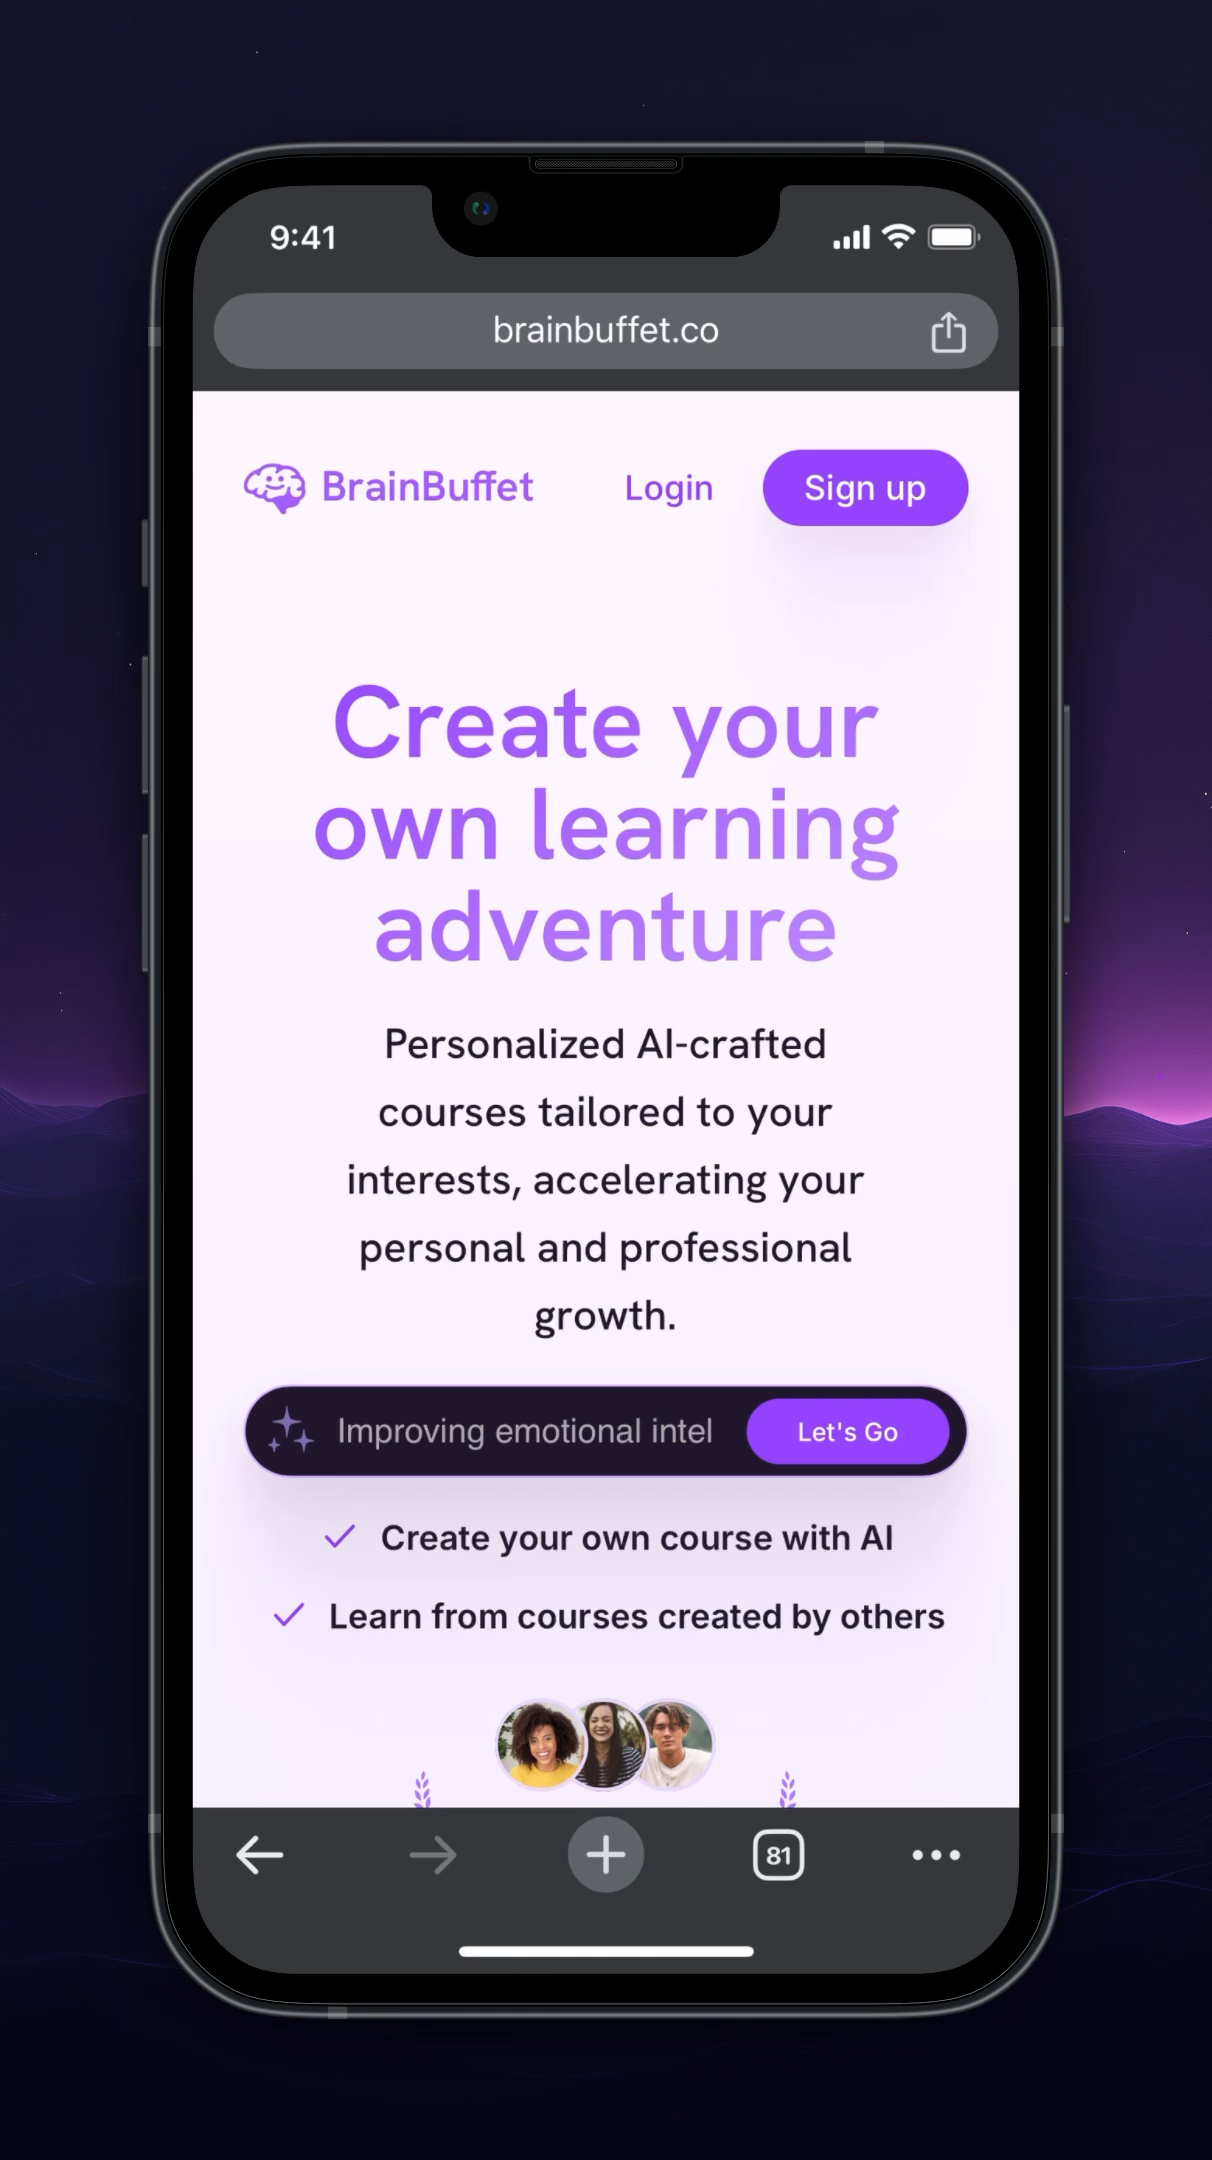 9:41
brainbuffet.co
BrainBuffet
Login
Sign up
Create your
own learning
adventure
Personalized AI-crafted
courses tailored to your
interests, accelerating your
personal and professional
growth.
Improving emotional intel
Let's Go
Create your own course with AI
Learn from courses created by others
81